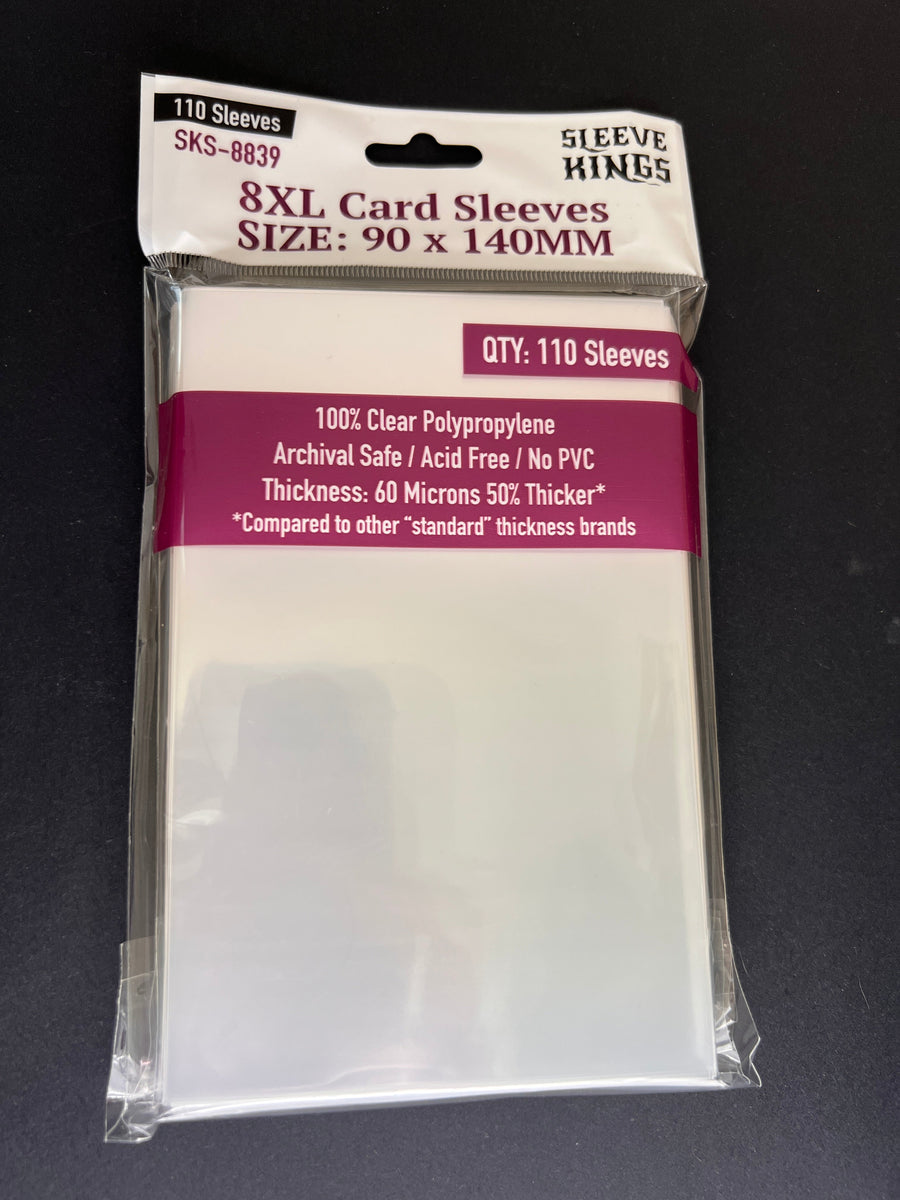 110 Sleeves
SKS-8839
SLEEVE
KINGS
8XL Card Sleeves
SIZE: 90 x 140MM
QTY: 110 Sleeves
100% Clear Polypropylene
Archival Safe / Acid Free / No PVC
Thickness: 60 Microns 50% Thicker*
*Compared to other “standard” thickness brands